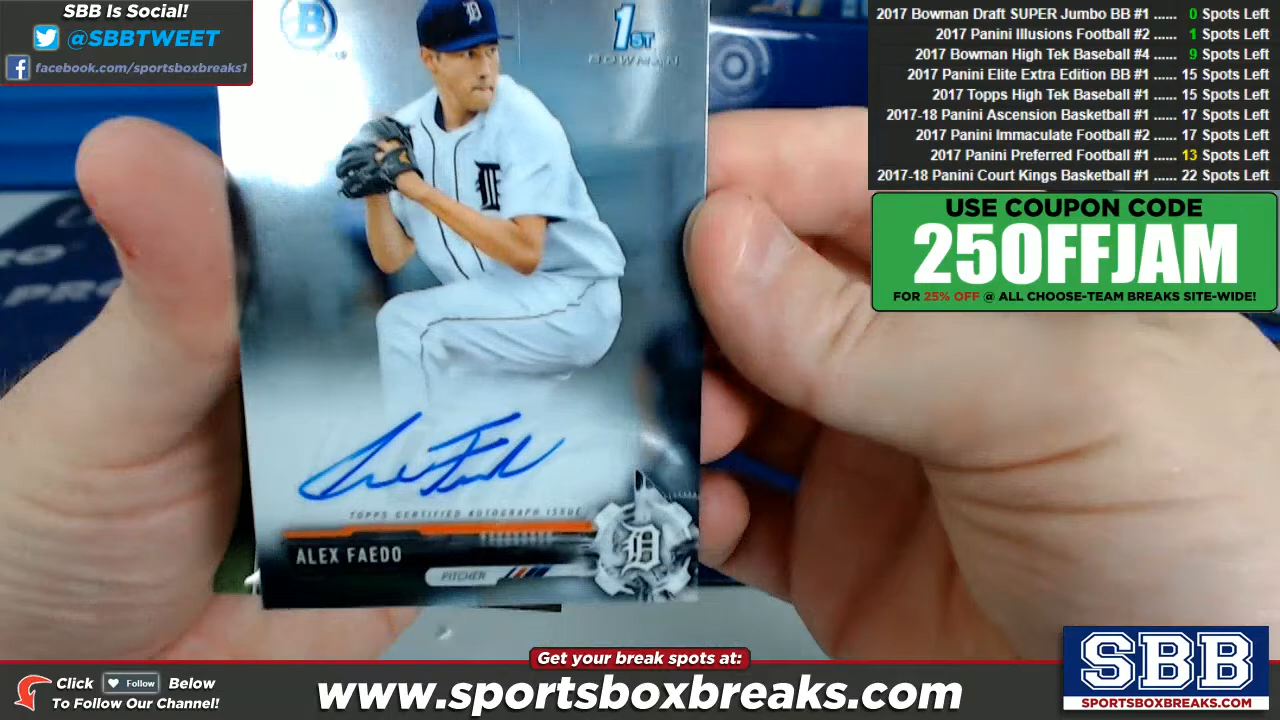 SBB Is Social!
@SBBTWEET
facebook.com/sportsboxbreaks1
B
D
1ST
BOWMAN
D
TOPPS CERTIFIED AUTOGRAPH ISSUE
ALEX FAEDO
PITCHER
D
2017 Bowman Draft SUPER Jumbo BB #1 ...... 0 Spots Left
2017 Panini Illusions Football #2 ...... 1 Spots Left
2017 Bowman High Tek Baseball #4 ...... 9 Spots Left
2017 Panini Elite Extra Edition BB #1 ...... 15 Spots Left
2017 Topps High Tek Baseball #1 ...... 15 Spots Left
2017-18 Panini Ascension Basketball #1 ...... 17 Spots Left
2017 Panini Immaculate Football #2 ...... 17 Spots Left
2017 Panini Preferred Football #1 ...... 13 Spots Left
2017-18 Panini Court Kings Basketball #1 ...... 22 Spots Left
USE COUPON CODE
25OFFJAM
FOR 25% OFF @ ALL CHOOSE-TEAM BREAKS SITE-WIDE!
PRO
Get your break spots at:
Click Follow Below
To Follow Our Channel!
www.sportsboxbreaks.com
SBB
SPORTSBOXBREAKS.COM